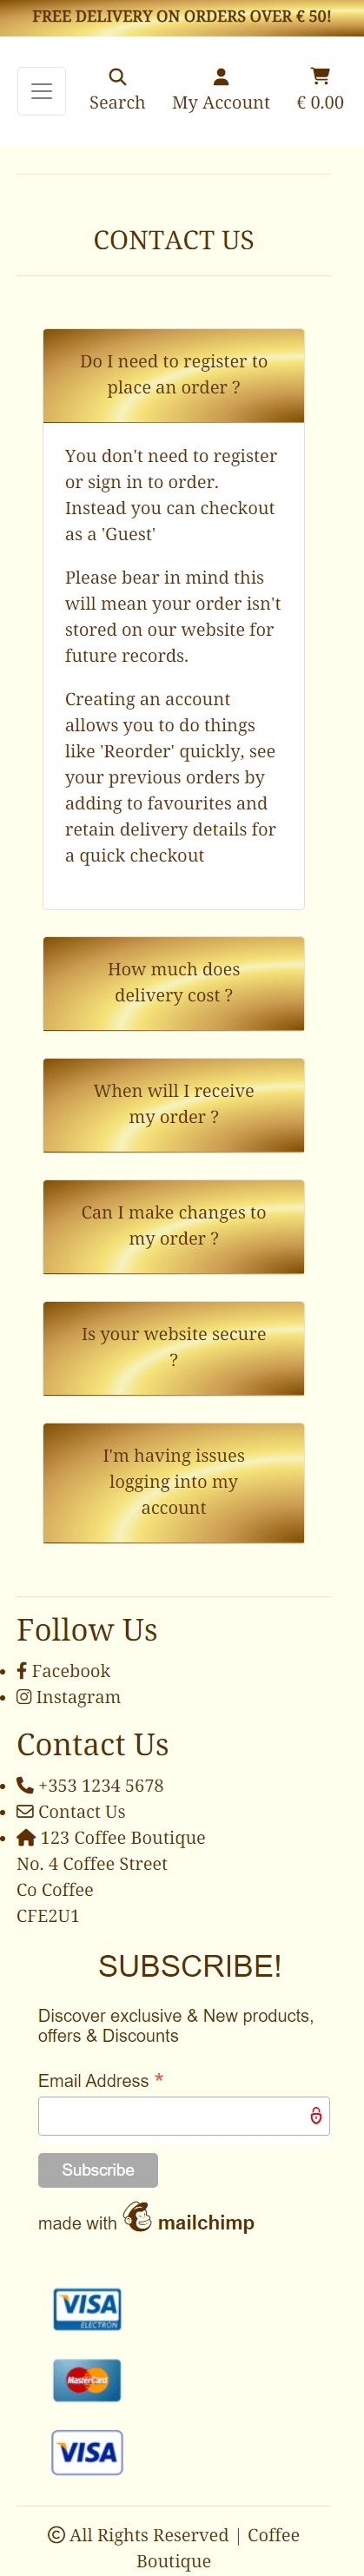 FREE DELIVERY ON ORDERS OVER € 50!
Search
My Account
€ 0.00
CONTACT US
Do I need to register to
place an order ?
You don't need to register
or sign in to order.
Instead you can checkout
as a 'Guest'
Please bear in mind this
will mean your order isn't
stored on our website for
future records.
Creating an account
allows you to do things
like 'Reorder' quickly, see
your previous orders by
adding to favourites and
retain delivery details for
a quick checkout
How much does
delivery cost ?
When will I receive
my order ?
Can I make changes to
my order ?
Is your website secure
?
I'm having issues
logging into my
account
Follow Us
Facebook
Instagram
Contact Us
+353 1234 5678
Contact Us
123 Coffee Boutique
No. 4 Coffee Street
Co Coffee
CFE2U1
SUBSCRIBE!
Discover exclusive & New products,
offers & Discounts
Email Address *
Subscribe
made with mailchimp
VISA
ELECTRON
MasterCard
VISA
© All Rights Reserved | Coffee
Boutique